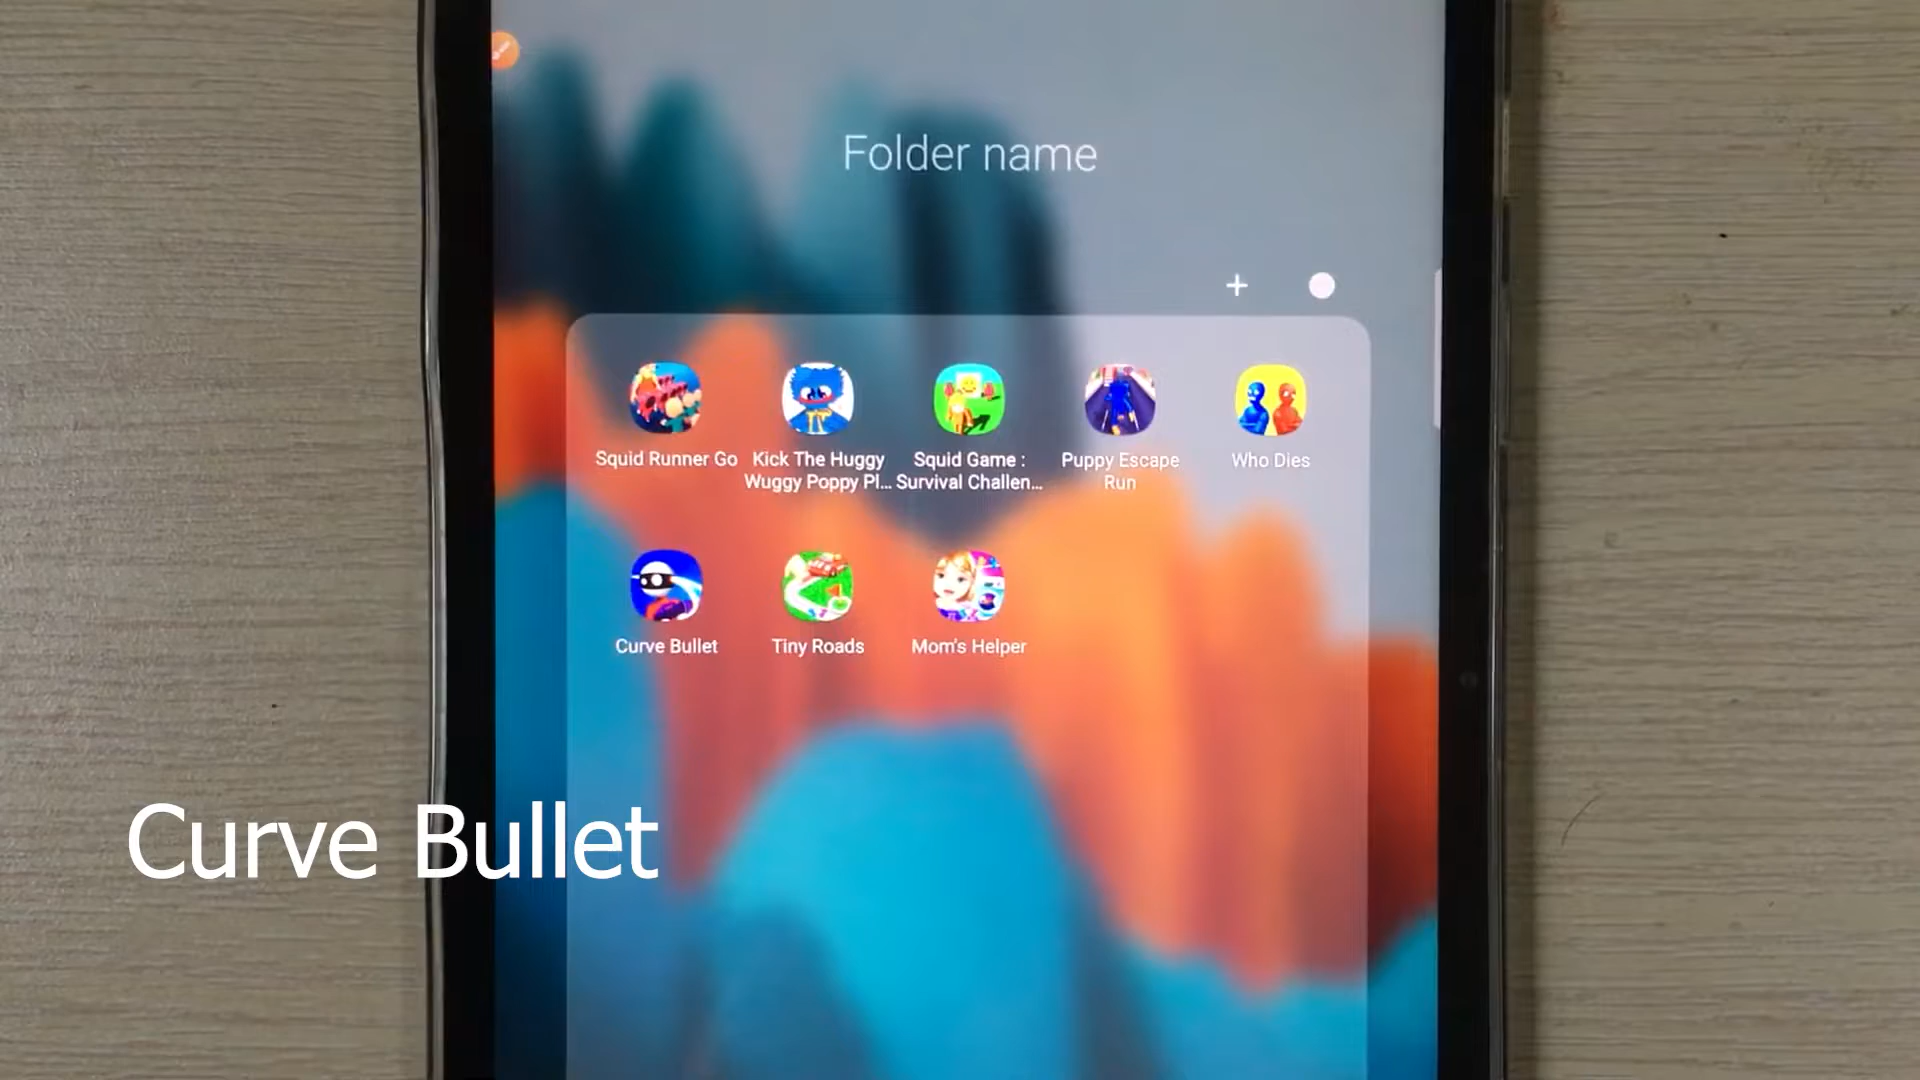 Folder name
Squid Runner Go
Kick The Huggy
Wuggy Poppy Pl...
Squid Game :
Survival Challen...
Puppy Escape
Run
Who Dies
Curve Bullet
Tiny Roads
Mom's Helper
Curve Bullet